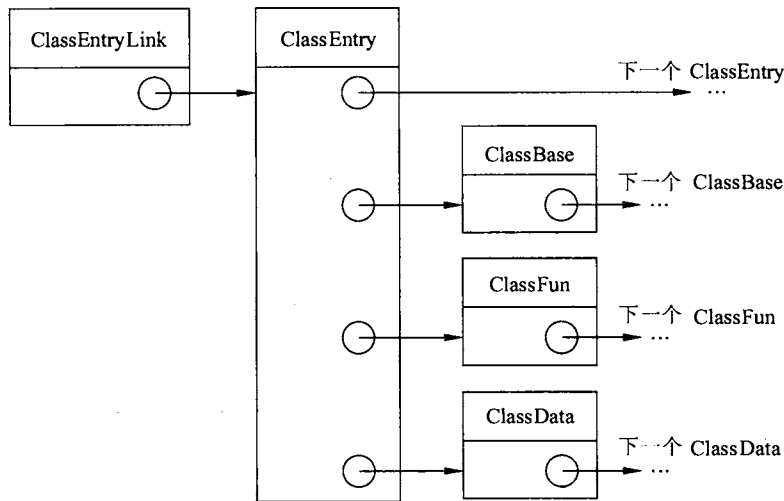 ClassEntryLink
ClassEntry
下一个 ClassEntry
...
ClassBase
下一个 ClassBase
...
ClassFun
下一个 ClassFun
...
ClassData
下一个 ClassData
...